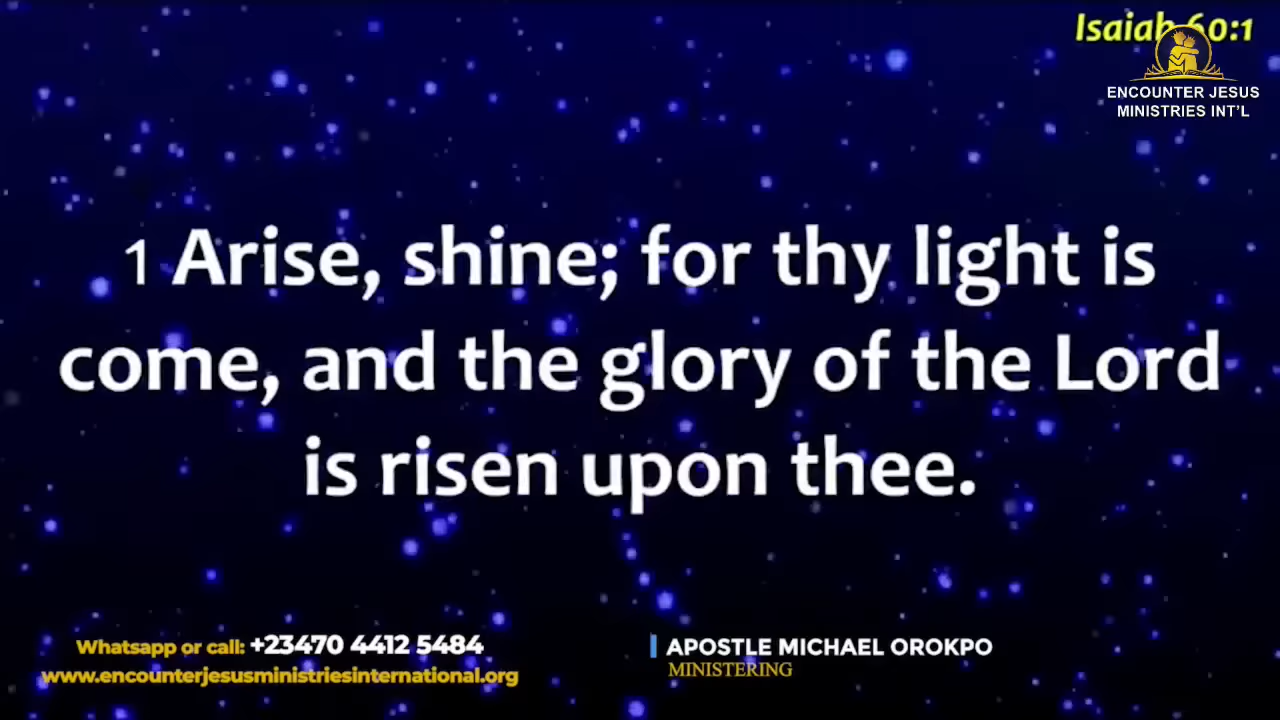 Isaiah 60:1
ENCOUNTER JESUS
MINISTRIES INT'L
1 Arise, shine; for thy light is
come, and the glory of the Lord
is risen upon thee.
Whatsapp or call: +23470 4412 5484
www.encounterjesusministriesinternational.org
APOSTLE MICHAEL OROKPO
MINISTERING